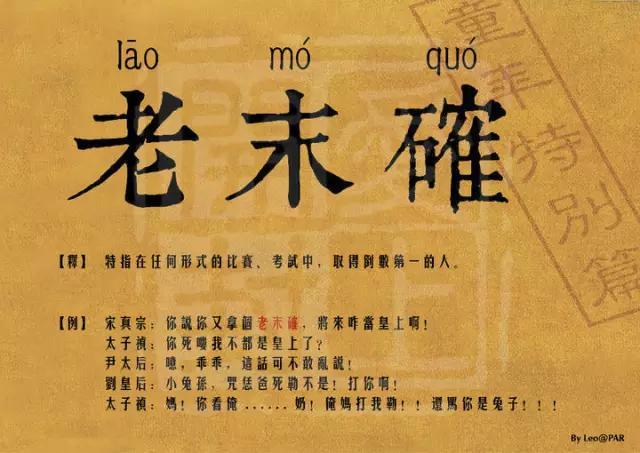 lāo mó quó
老末確
童年特別篇
【釋】 特指在任何形式的比賽、考試中，取得倒數第一的人。
【例】 宋真宗：你說你又拿個老末確，將來咋當皇上啊！
太子禎：你死嘞我不都是皇上了？
尹太后：噫，乖乖，這話可不敢亂說！
劉皇后：小兔孫，咒恁爸死勒不是！打你啊！
太子禎：媽！你看俺......奶！俺媽打我勒！！還罵你是兔子！！！
By Leo@PAR